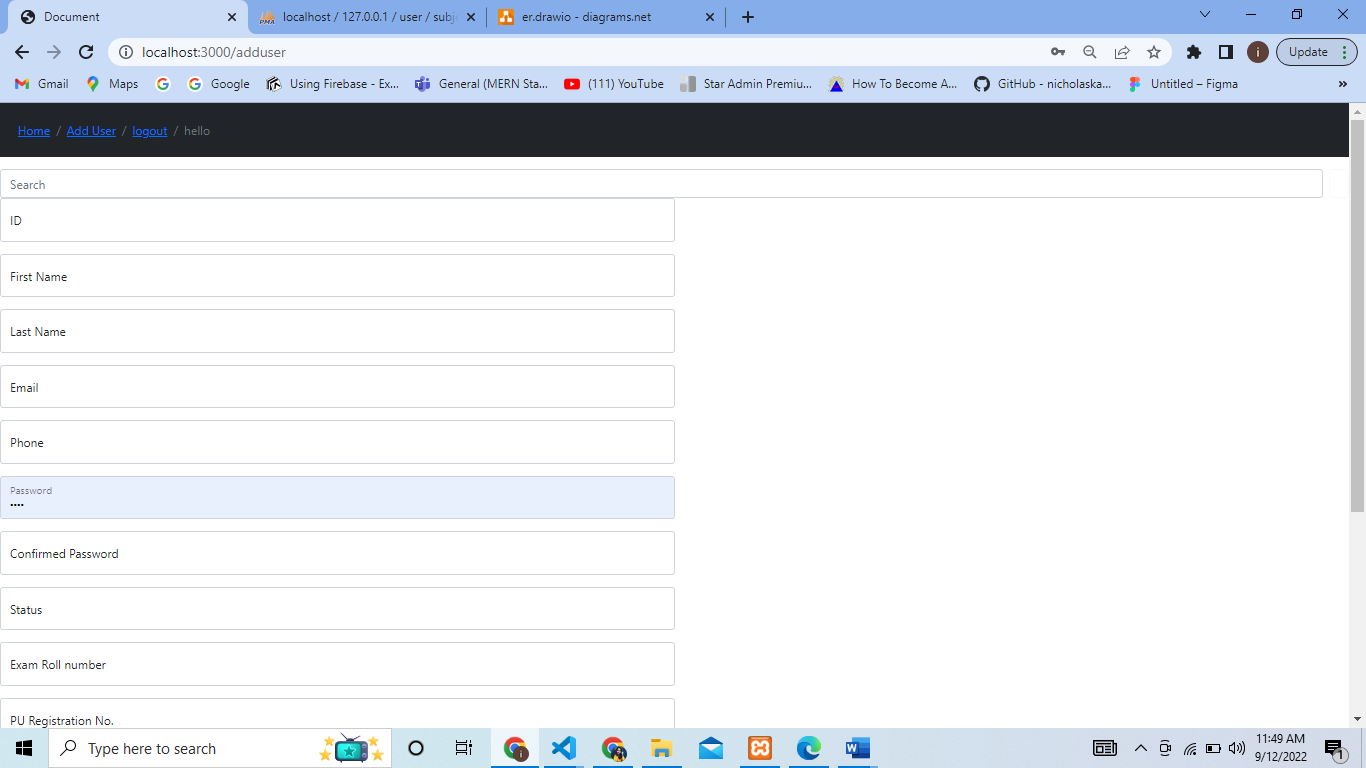 Document
localhost / 127.0.0.1 / user / subj
er.drawio - diagrams.net
localhost:3000/adduser
i
Update
Gmail
Maps
Google
Using Firebase - Ex...
General (MERN Sta...
(111) YouTube
Star Admin Premiu...
How To Become A...
GitHub - nicholaska...
Untitled – Figma
»
Home / Add User / logout / hello
Search
ID
First Name
Last Name
Email
Phone
Password
••••
Confirmed Password
Status
Exam Roll number
PU Registration No.
Type here to search
11:49 AM
9/12/2022
1